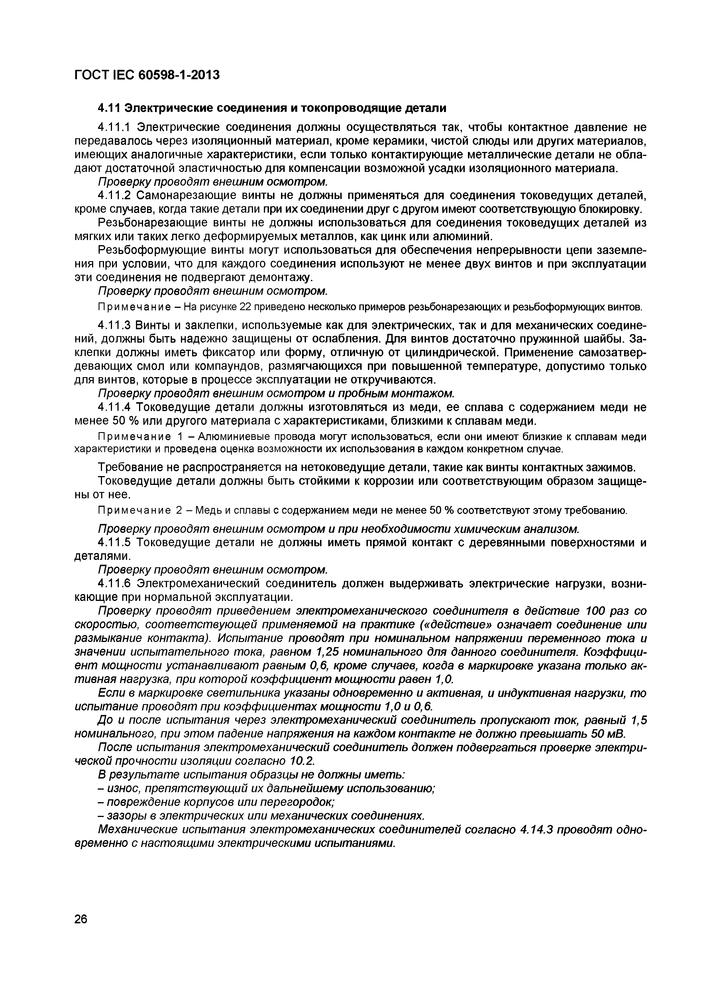 ГОСТ IEC 60598-1-2013
4.11 Электрические соединения и токопроводящие детали
4.11.1 Электрические соединения должны осуществляться так, чтобы контактное давление не
передавалось через изоляционный материал, кроме керамики, чистой слюды или других материалов,
имеющих аналогичные характеристики, если только контактирующие металлические детали не обла-
дают достаточной эластичностью для компенсации возможной усадки изоляционного материала.
Проверку проводят внешним осмотром.
4.11.2 Самонарезающие винты не должны применяться для соединения токоведущих деталей,
кроме случаев, когда такие детали при их соединении друг с другом имеют соответствующую блокировку.
Резьбонарезающие винты не должны использоваться для соединения токоведущих деталей из
мягких или таких легко деформируемых металлов, как цинк или алюминий.
Резьбоформующие винты могут использоваться для обеспечения непрерывности цепи заземле-
ния при условии, что для каждого соединения используют не менее двух винтов и при эксплуатации
эти соединения не подвергают демонтажу.
Проверку проводят внешним осмотром.
Примечание – На рисунке 22 приведено несколько примеров резьбонарезающих и резьбоформующих винтов.
4.11.3 Винты и заклепки, используемые как для электрических, так и для механических соедине-
ний, должны быть надежно защищены от ослабления. Для винтов достаточно пружинной шайбы. За-
клепки должны иметь фиксатор или форму, отличную от цилиндрической. Применение самозатвер-
девающих смол или компаундов, размягчающихся при повышенной температуре, допустимо только
для винтов, которые в процессе эксплуатации не откручиваются.
Проверку проводят внешним осмотром и пробным монтажом.
4.11.4 Токоведущие детали должны изготовляться из меди, ее сплава с содержанием меди не
менее 50 % или другого материала с характеристиками, близкими к сплавам меди.
Примечание 1 – Алюминиевые провода могут использоваться, если они имеют близкие к сплавам меди
характеристики и проведена оценка возможности их использования в каждом конкретном случае.
Требование не распространяется на нетоковедущие детали, такие как винты контактных зажимов.
Токоведущие детали должны быть стойкими к коррозии или соответствующим образом защище-
ны от нее.
Примечание 2 – Медь и сплавы с содержанием меди не менее 50 % соответствуют этому требованию.
Проверку проводят внешним осмотром и при необходимости химическим анализом.
4.11.5 Токоведущие детали не должны иметь прямой контакт с деревянными поверхностями и
деталями.
Проверку проводят внешним осмотром.
4.11.6 Электромеханический соединитель должен выдерживать электрические нагрузки, возни-
кающие при нормальной эксплуатации.
Проверку проводят приведением электромеханического соединителя в действие 100 раз со
скоростью, соответствующей применяемой на практике («действие» означает соединение или
размыкание контакта). Испытание проводят при номинальном напряжении переменного тока и
значении испытательного тока, равном 1,25 номинального для данного соединителя. Коэффици-
ент мощности устанавливают равным 0,6, кроме случаев, когда в маркировке указана только ак-
тивная нагрузка, при которой коэффициент мощности равен 1,0.
Если в маркировке светильника указаны одновременно и активная, и индуктивная нагрузки, то
испытание проводят при коэффициентах мощности 1,0 и 0,6.
До и после испытания через электромеханический соединитель пропускают ток, равный 1,5
номинального, при этом падение напряжения на каждом контакте не должно превышать 50 мВ.
После испытания электромеханический соединитель должен подвергаться проверке электри-
ческой прочности изоляции согласно 10.2.
В результате испытания образцы не должны иметь:
– износ, препятствующий их дальнейшему использованию;
– повреждение корпусов или перегородок;
– зазоры в электрических или механических соединениях.
Механические испытания электромеханических соединителей согласно 4.14.3 проводят одно-
временно с настоящими электрическими испытаниями.
26